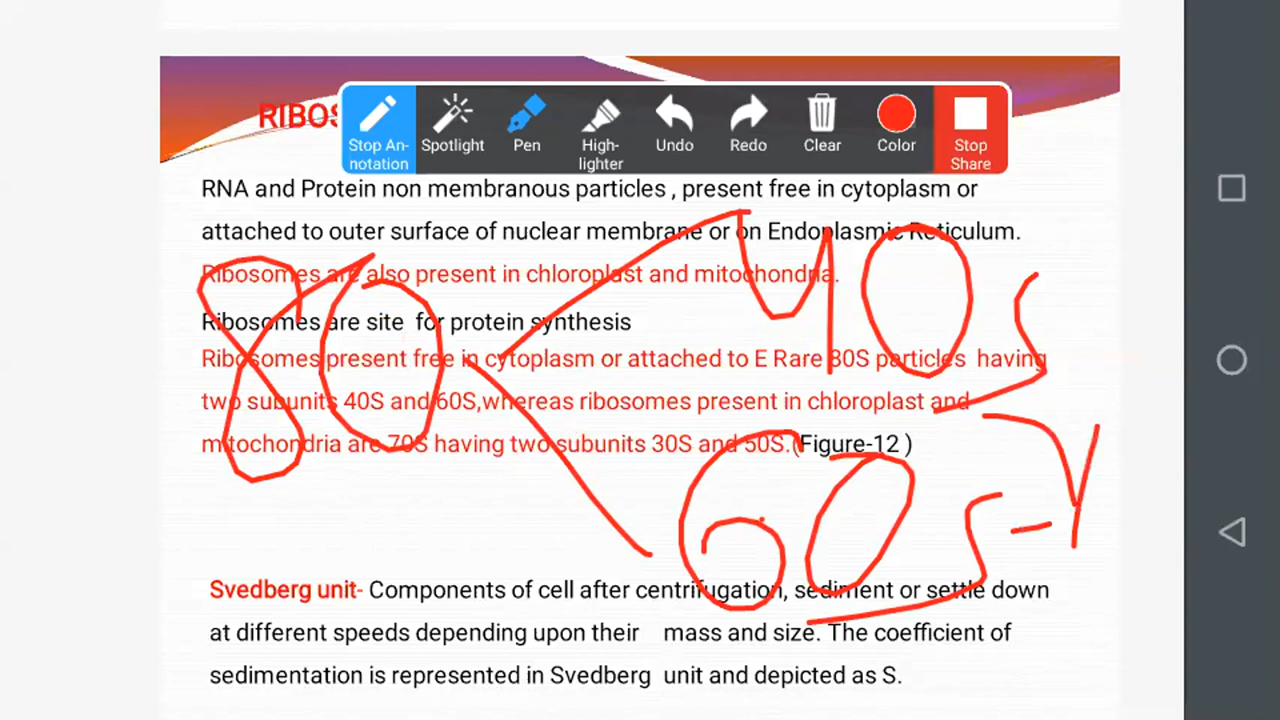 RIBOS
Stop An-
notation
Spotlight
Pen
High-
lighter
Undo
Redo
Clear
Color
Stop
Share
RNA and Protein non membranous particles , present free in cytoplasm or
attached to outer surface of nuclear membrane or on Endoplasmic Reticulum.
Ribosomes are also present in chloroplast and mitochondria.
Ribosomes are site for protein synthesis
Ribosomes present free in cytoplasm or attached to E Rare 80S particles having
two subunits 40S and 60S,whereas ribosomes present in chloroplast and
mitochondria are 70S having two subunits 30S and 50S.(Figure-12 )
80
40s
60s-
Svedberg unit- Components of cell after centrifugation, sediment or settle down
at different speeds depending upon their mass and size. The coefficient of
sedimentation is represented in Svedberg unit and depicted as S.